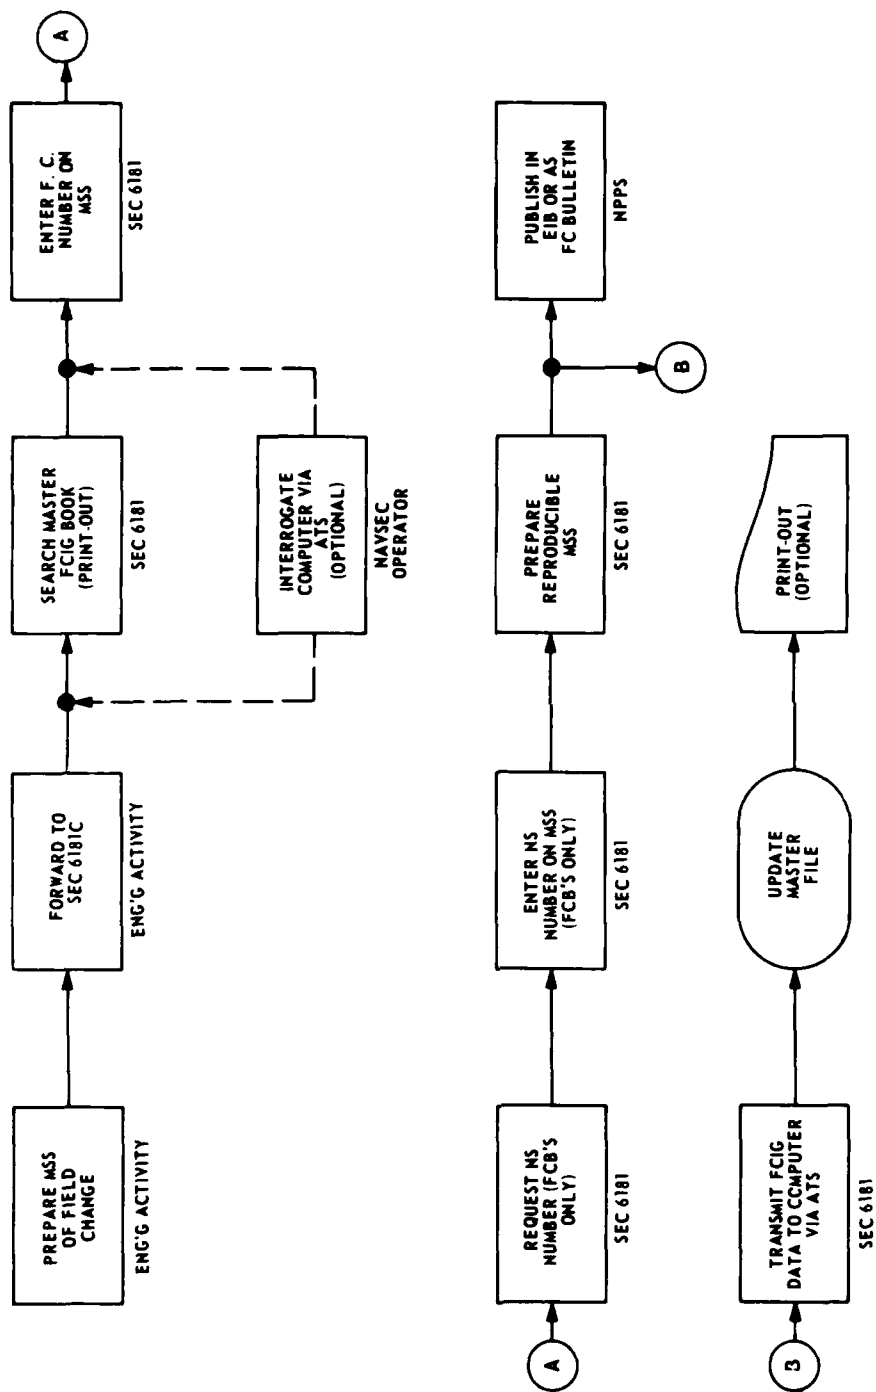 PREPARE MSS
OF FIELD
CHANGE
ENG'G ACTIVITY
FORWARD TO
SEC 6181C
ENG'G ACTIVITY
SEARCH MASTER
FCIG BOOK
(PRINT-OUT)
SEC 6181
INTERROGATE
COMPUTER VIA
ATS
(OPTIONAL)
NAVSEC
OPERATOR
ENTER F. C.
NUMBER ON
MSS
SEC 6181
A
A
REQUEST NS
NUMBER (FCB'S
ONLY)
SEC 6181
ENTER NS
NUMBER ON MSS
(FCB'S ONLY)
SEC 6181
PREPARE
REPRODUCIBLE
MSS
SEC 6181
B
PUBLISH IN
EIB OR AS
FC BULLETIN
NPPS
B
TRANSMIT FCIG
DATA TO COMPUTER
VIA ATS
SEC 6181
UPDATE
MASTER
FILE
PRINT-OUT
(OPTIONAL)